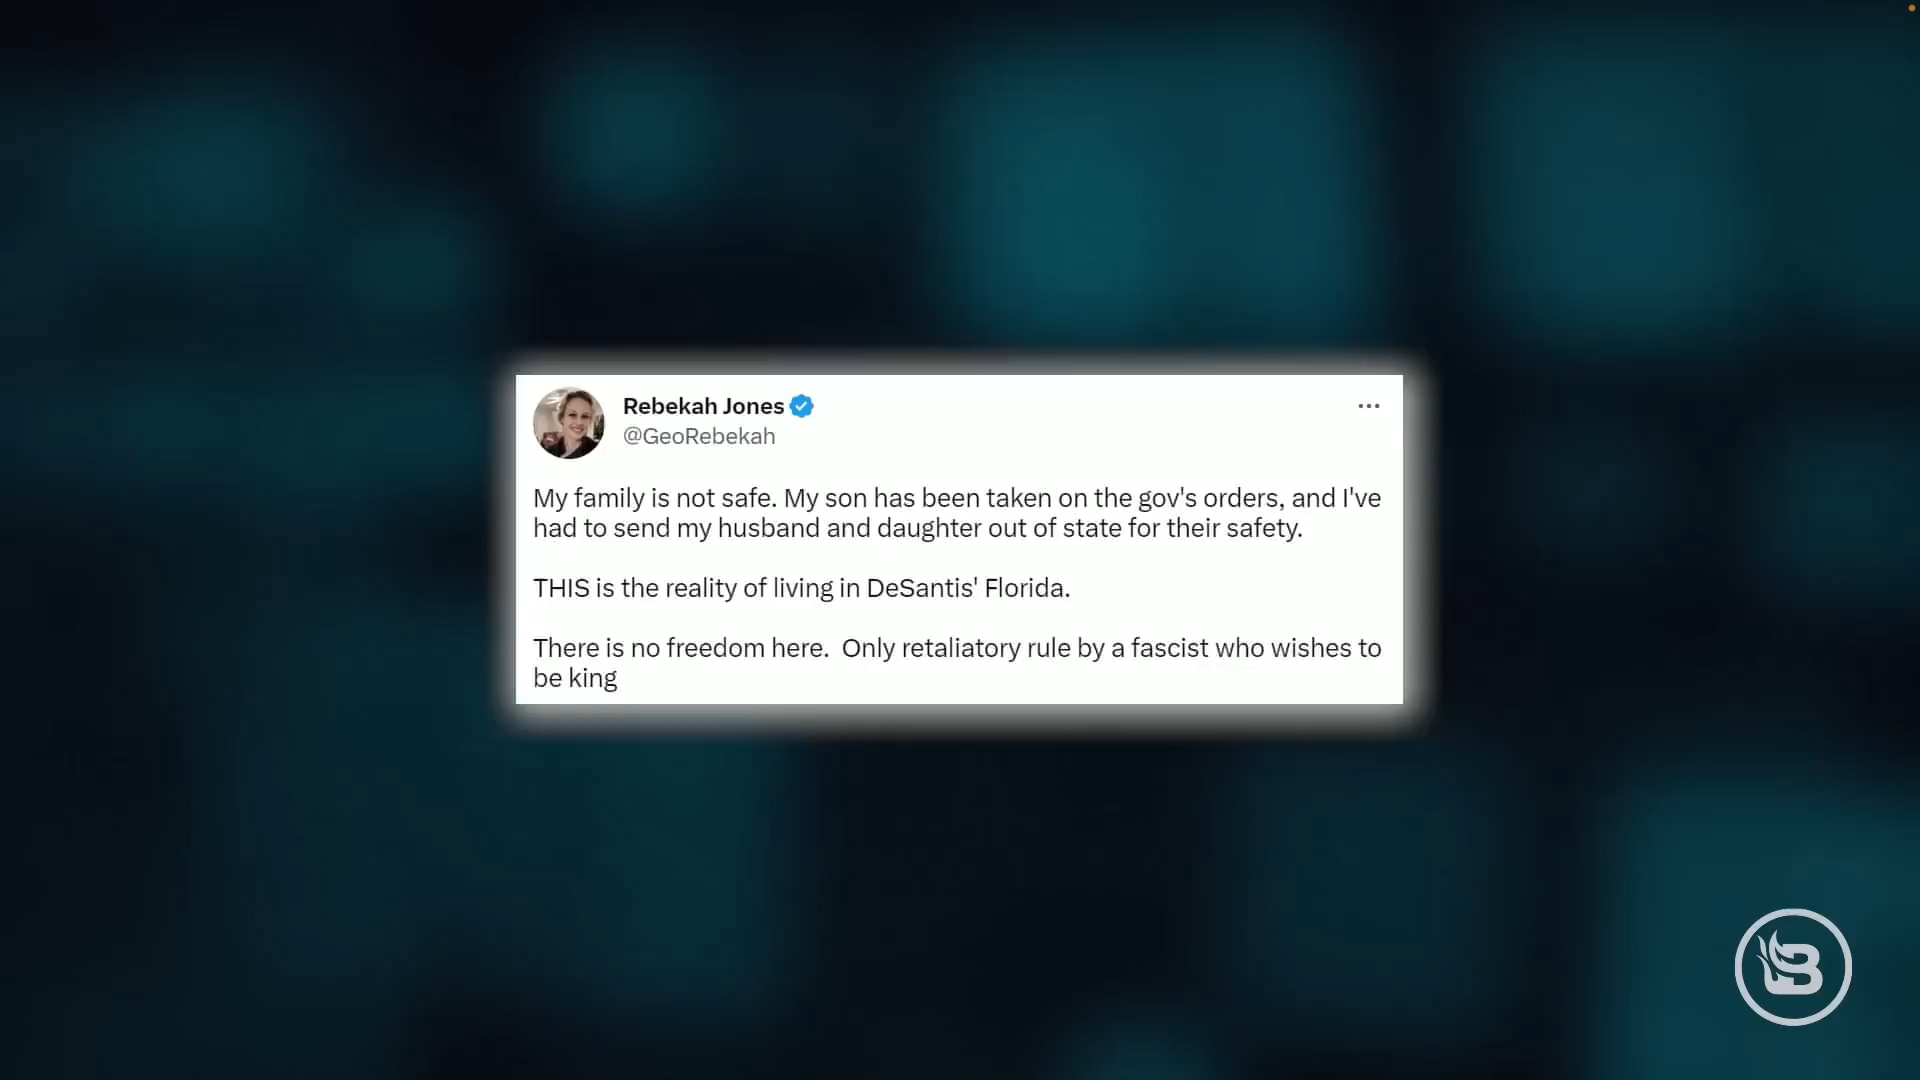 Rebekah Jones
@GeoRebekah
My family is not safe. My son has been taken on the gov's orders, and I've
had to send my husband and daughter out of state for their safety.
THIS is the reality of living in DeSantis' Florida.
There is no freedom here.  Only retaliatory rule by a fascist who wishes to
be king
B